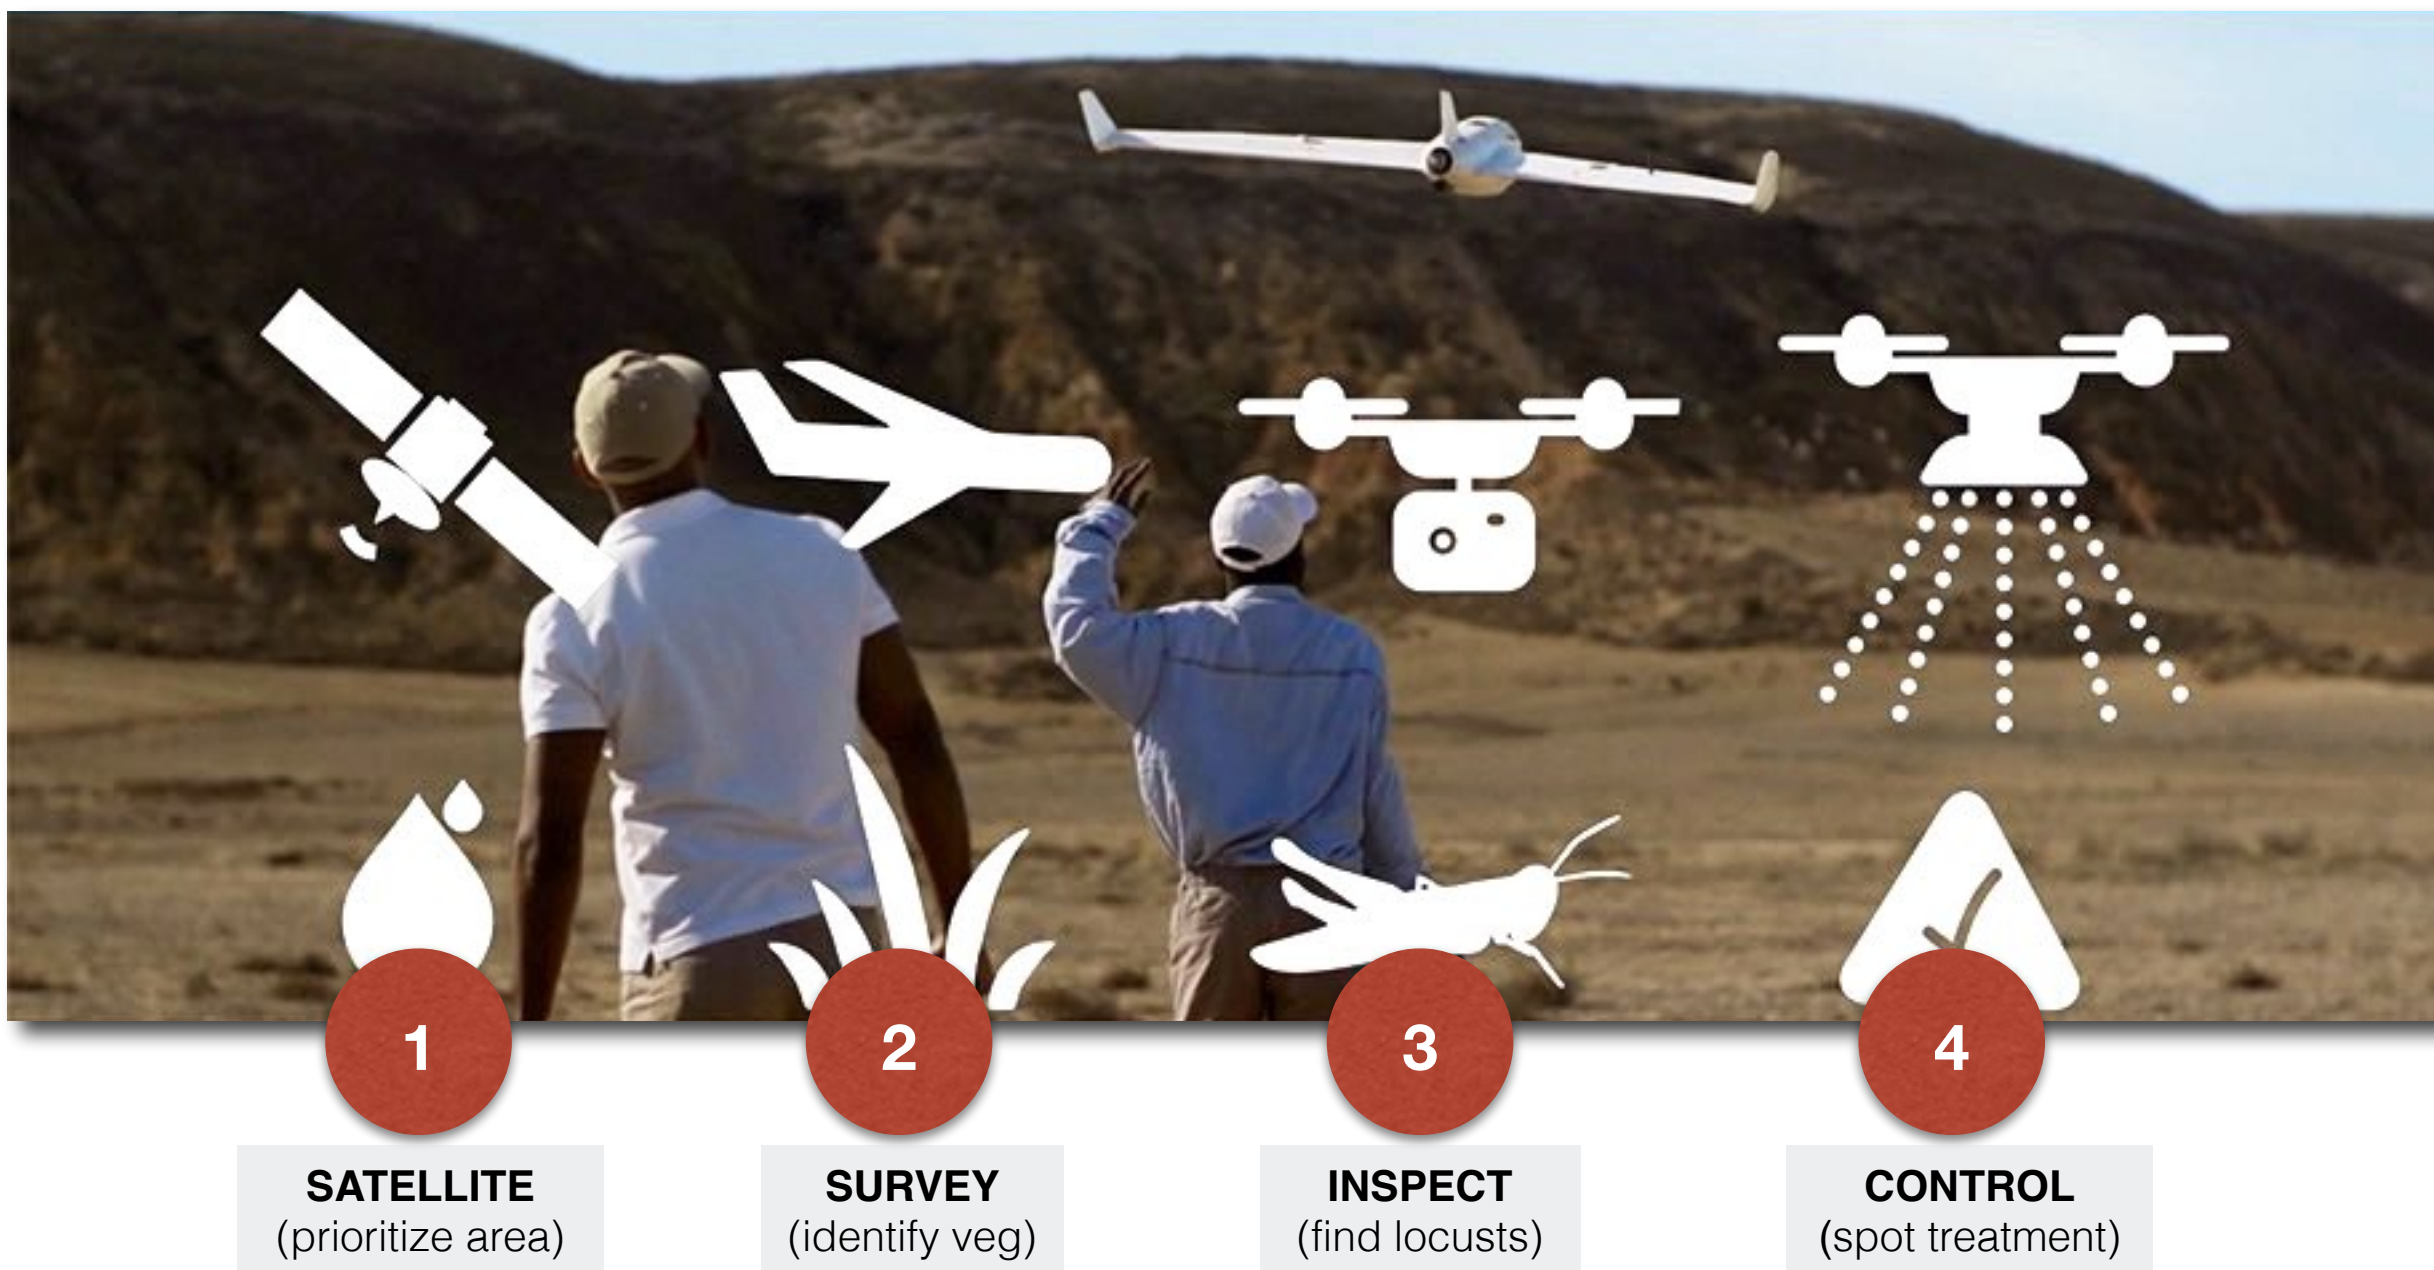 1
2
3
4
SATELLITE
(prioritize area)
SURVEY
(identify veg)
INSPECT
(find locusts)
CONTROL
(spot treatment)